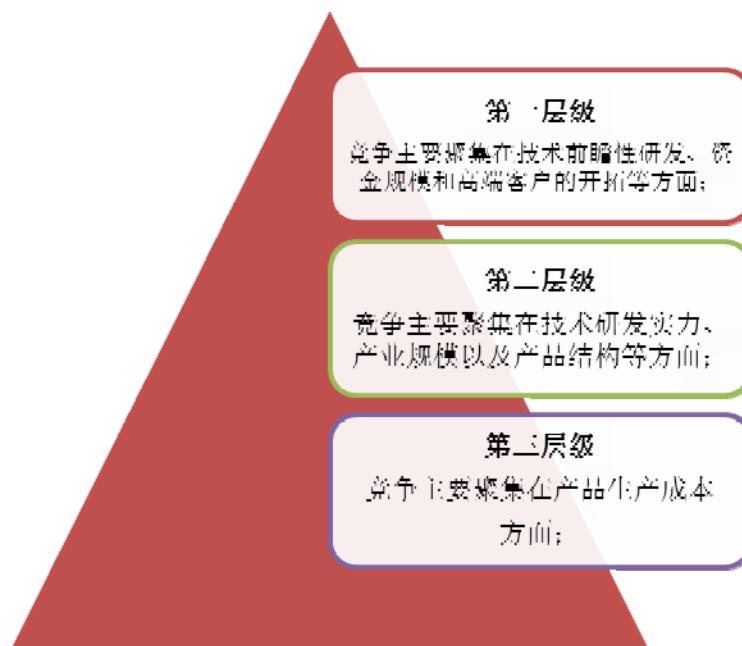 第一层级
竞争主要聚集在技术前瞻性研发、资
金规模和高端客户的开拓等方面；
第二层级
竞争主要聚集在技术研发实力、
产业规模以及产品结构等方面；
第三层级
竞争主要聚集在产品生产成本
方面；